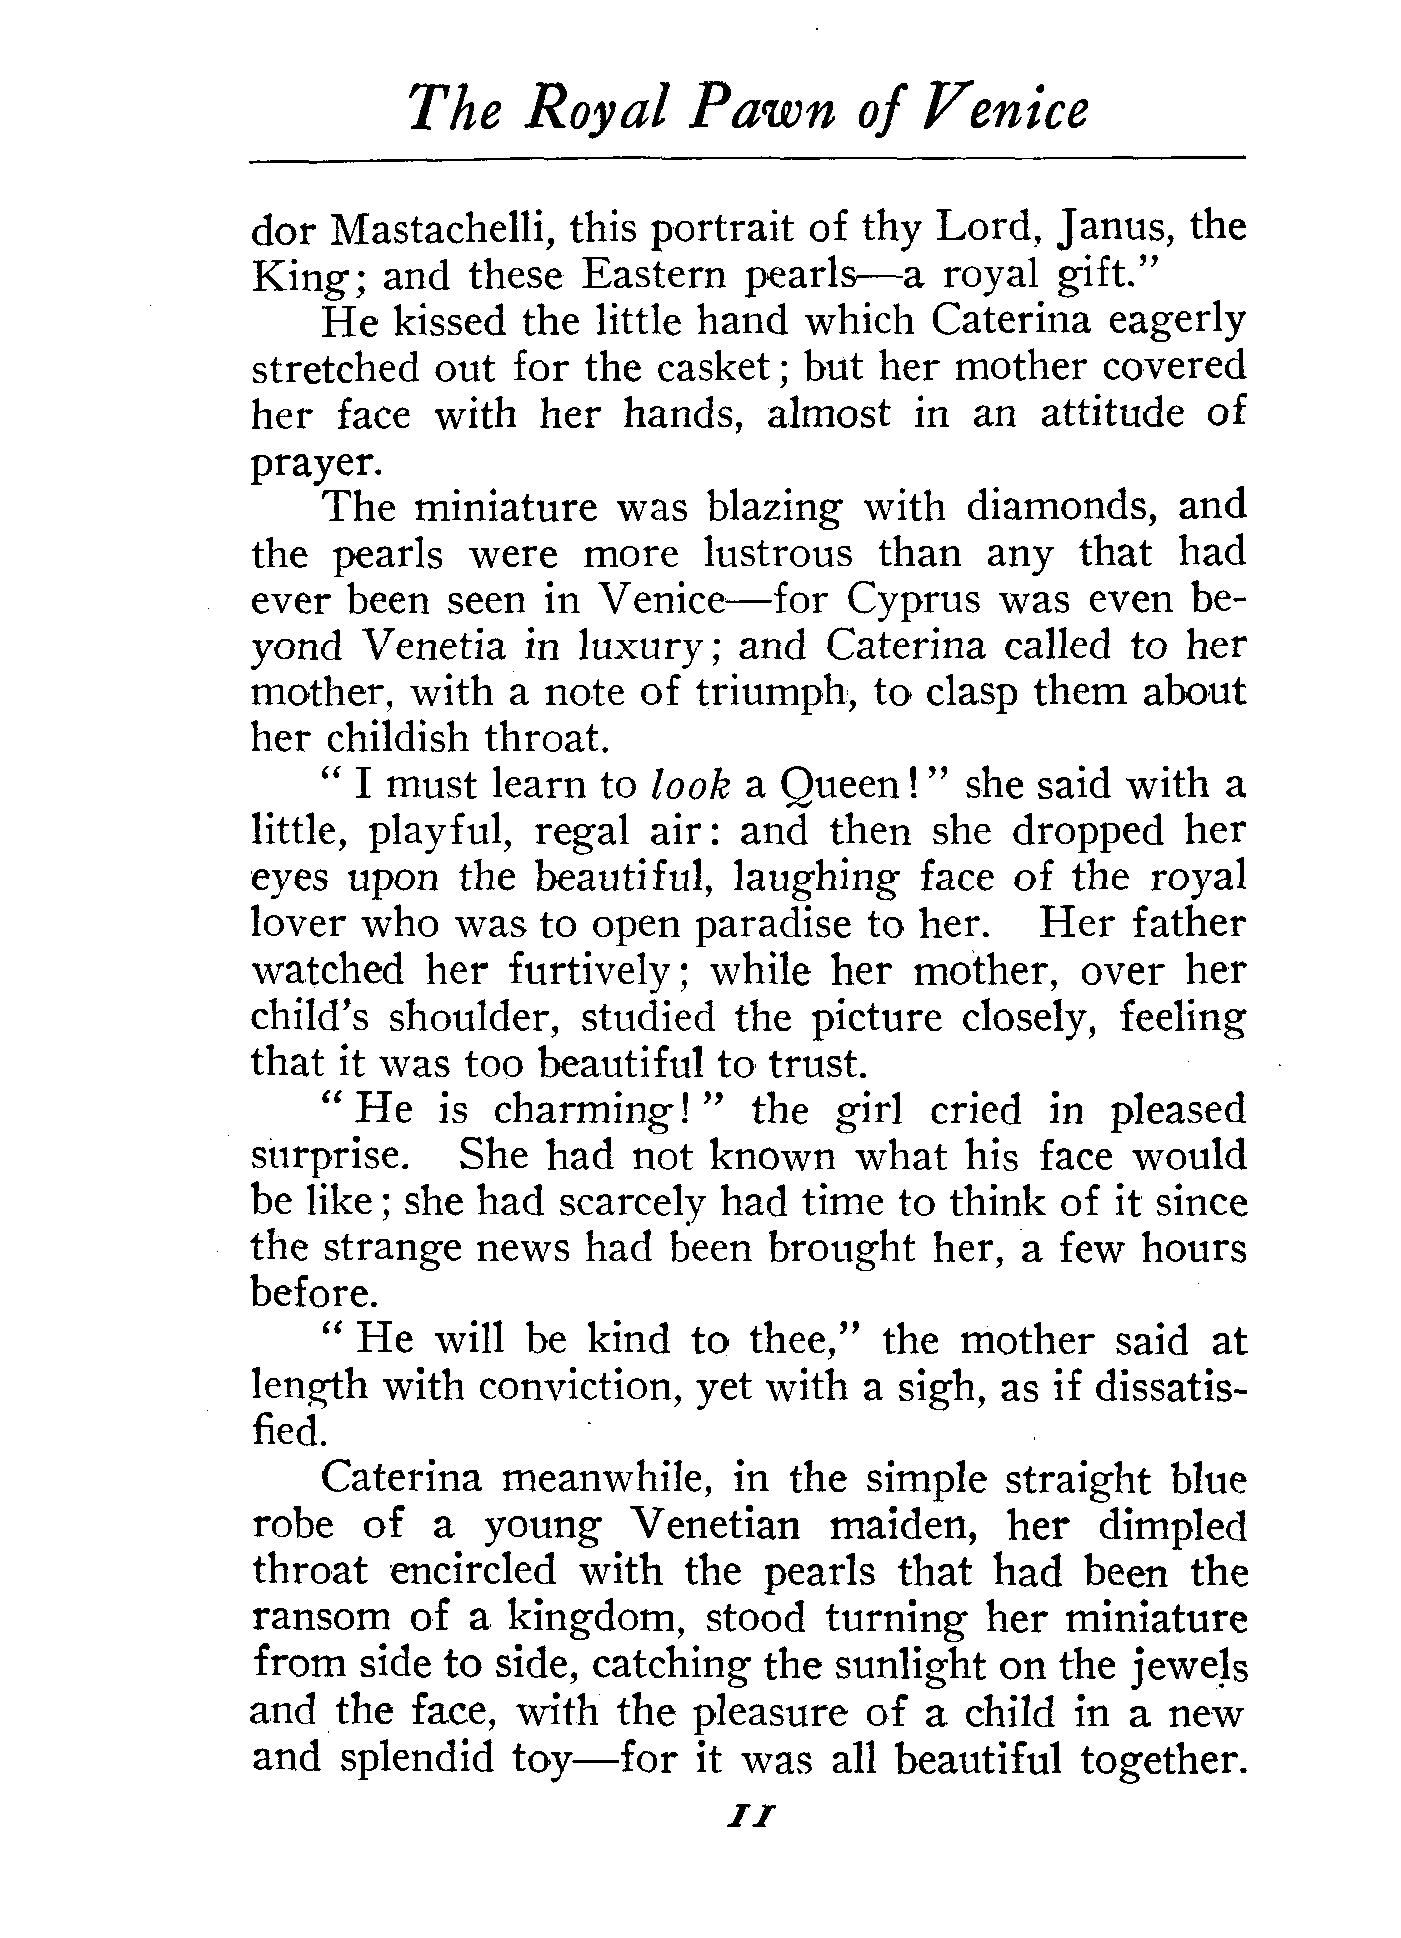 The Royal Pawn of Venice
dor Mastachelli, this portrait of thy Lord, Janus, the
King; and these Eastern pearls—a royal gift."
He kissed the little hand which Caterina eagerly
stretched out for the casket; but her mother covered
her face with her hands, almost in an attitude of
prayer.
The miniature was blazing with diamonds, and
the pearls were more lustrous than any that had
ever been seen in Venice—for Cyprus was even be-
yond Venetia in luxury; and Caterina called to her
mother, with a note of triumph, to clasp them about
her childish throat.
"I must learn to look a Queen!" she said with a
little, playful, regal air: and then she dropped her
eyes upon the beautiful, laughing face of the royal
lover who was to open paradise to her. Her father
watched her furtively; while her mother, over her
child's shoulder, studied the picture closely, feeling
that it was too beautiful to trust.
"He is charming!" the girl cried in pleased
surprise. She had not known what his face would
be like; she had scarcely had time to think of it since
the strange news had been brought her, a few hours
before.
"He will be kind to thee," the mother said at
length with conviction, yet with a sigh, as if dissatis-
fied.
Caterina meanwhile, in the simple straight blue
robe of a young Venetian maiden, her dimpled
throat encircled with the pearls that had been the
ransom of a kingdom, stood turning her miniature
from side to side, catching the sunlight on the jewels
and the face, with the pleasure of a child in a new
and splendid toy—for it was all beautiful together.
11